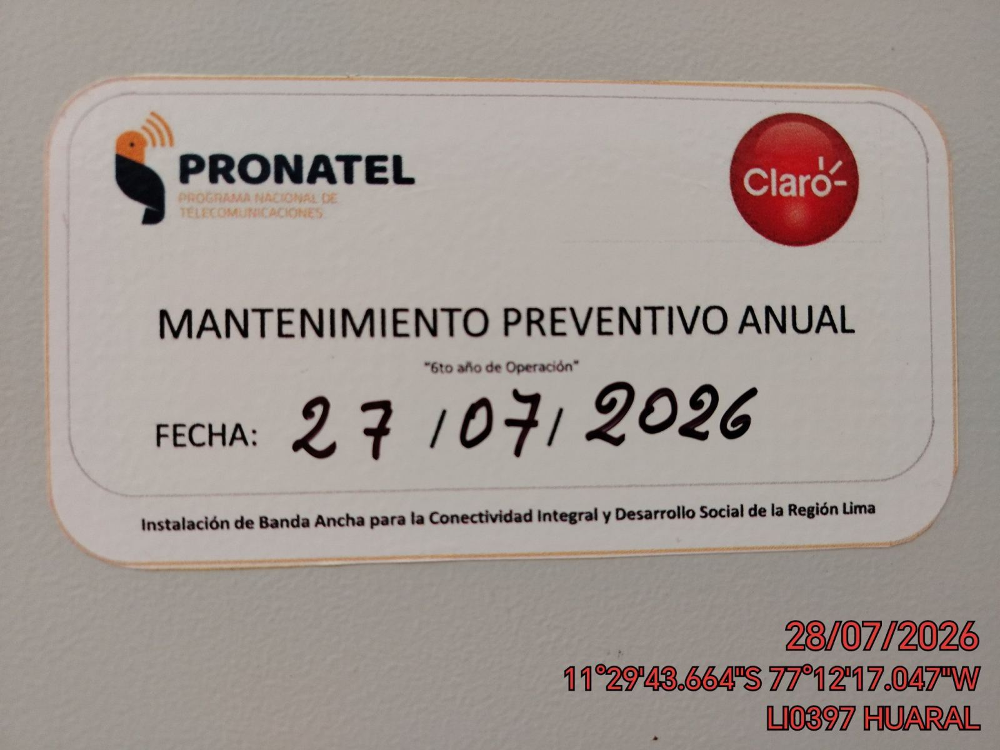 PRONATEL
PROGRAMA NACIONAL DE
TELECOMUNICACIONES
Claro
MANTENIMIENTO PREVENTIVO ANUAL
"6to año de Operación"
FECHA: 27/07/2026
Instalación de Banda Ancha para la Conectividad Integral y Desarrollo Social de la Región Lima
28/07/2026
11°29'43.664"S 77°12'17.047"W
LI0397 HUARAL